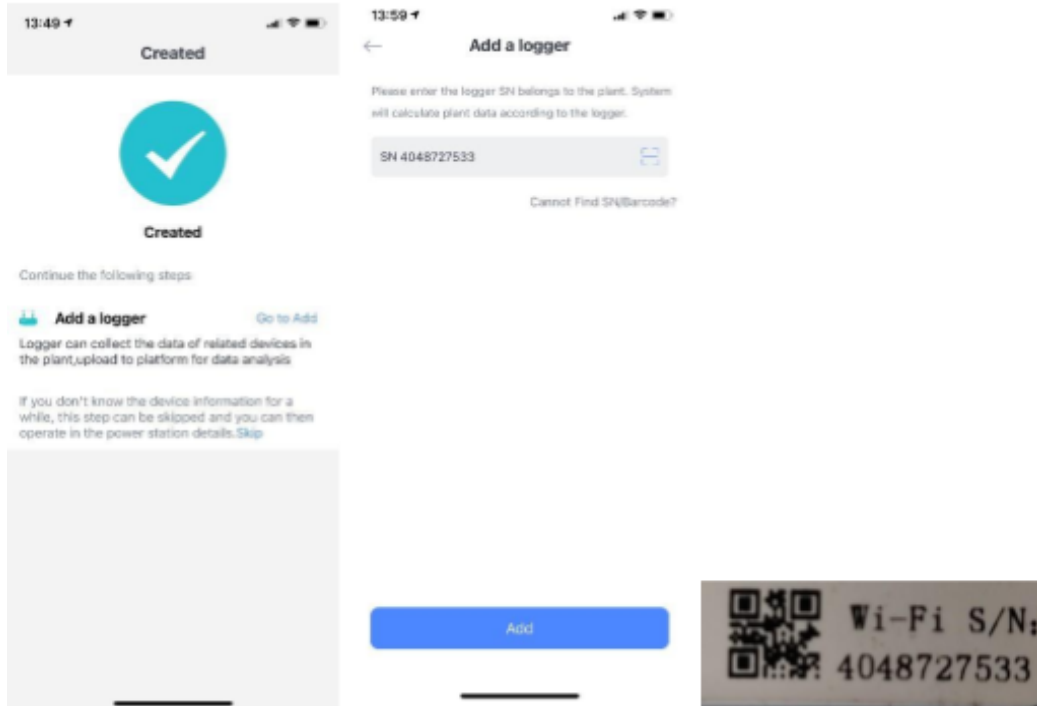 13:49
Created
Created
Continue the following steps
Add a logger
Go to Add
Logger can collect the data of related devices in
the plant,upload to platform for data analysis
If you don't know the device information for a
while, this step can be skipped and you can then
operate in the power station details.Skip
13:59
Add a logger
Please enter the logger SN belongs to the plant. System
will calculate plant data according to the logger.
SN 4048727533
Cannot Find SN/Barcode?
Add
Wi-Fi S/N:
4048727533